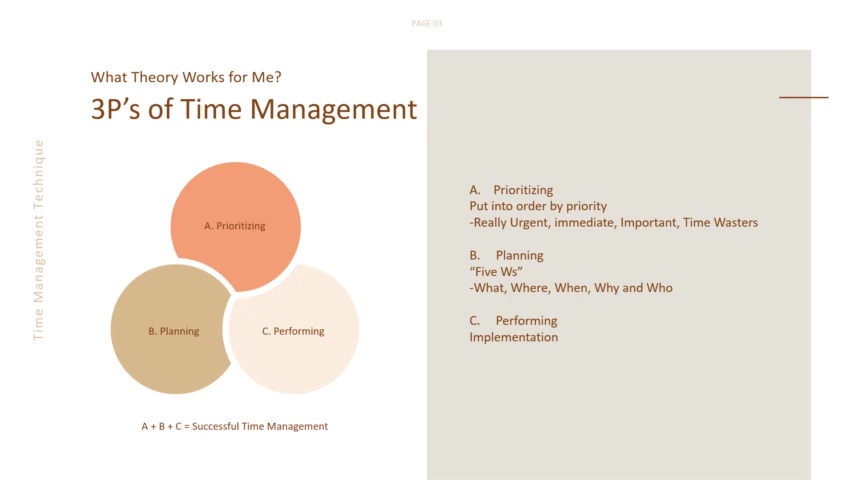 PAGE 03
What Theory Works for Me?
3P’s of Time Management
Time Management Technique
A. Prioritizing
B. Planning
C. Performing
A + B + C = Successful Time Management
A. Prioritizing
Put into order by priority
-Really Urgent, immediate, Important, Time Wasters
B. Planning
“Five Ws”
-What, Where, When, Why and Who
C. Performing
Implementation